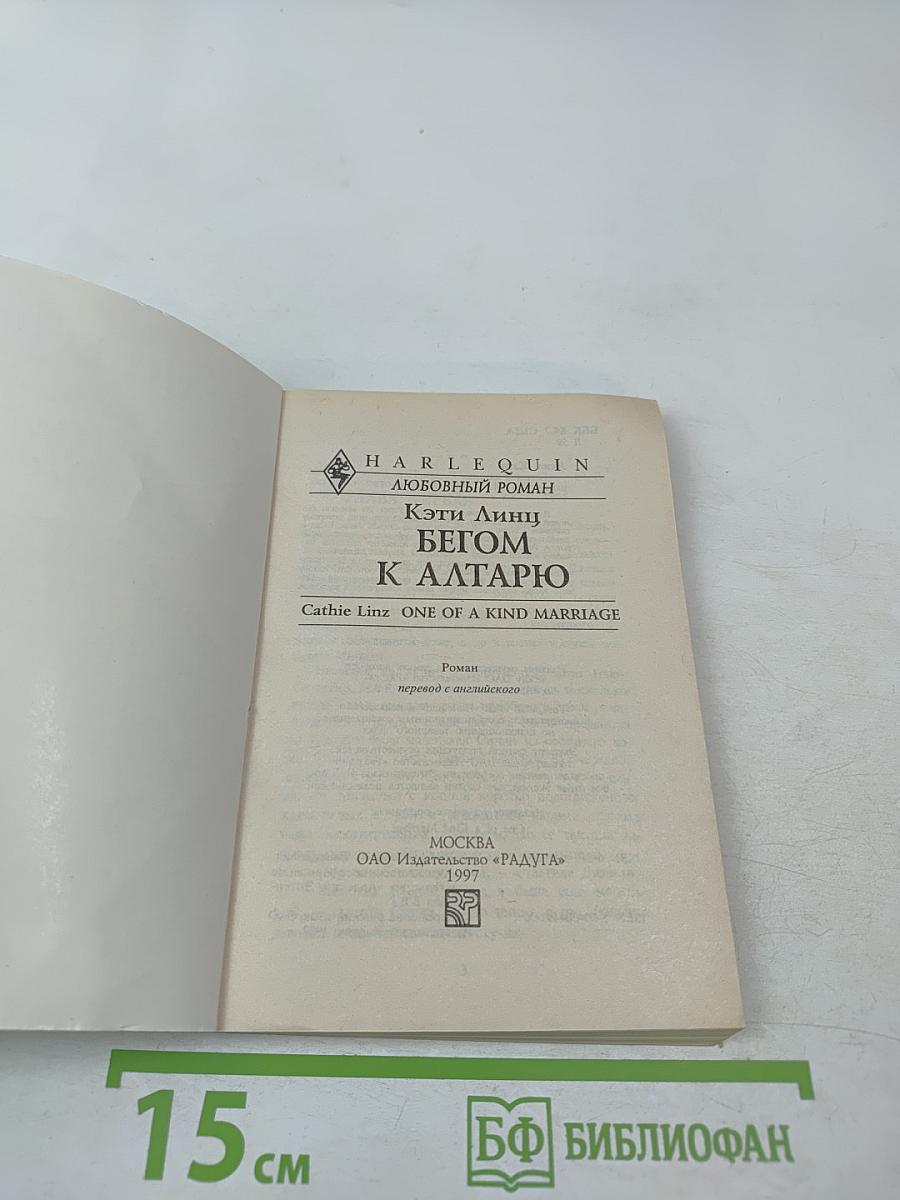 HARLEQUIN
ЛЮБОВНЫЙ РОМАН
Кэти Линц
БЕГОМ
К АЛТАРЮ
Cathie Linz ONE OF A KIND MARRIAGE
Роман
перевод с английского
МОСКВА
ОАО Издательство «РАДУГА»
1997
3
15 см
БФ БИБЛИОФАН